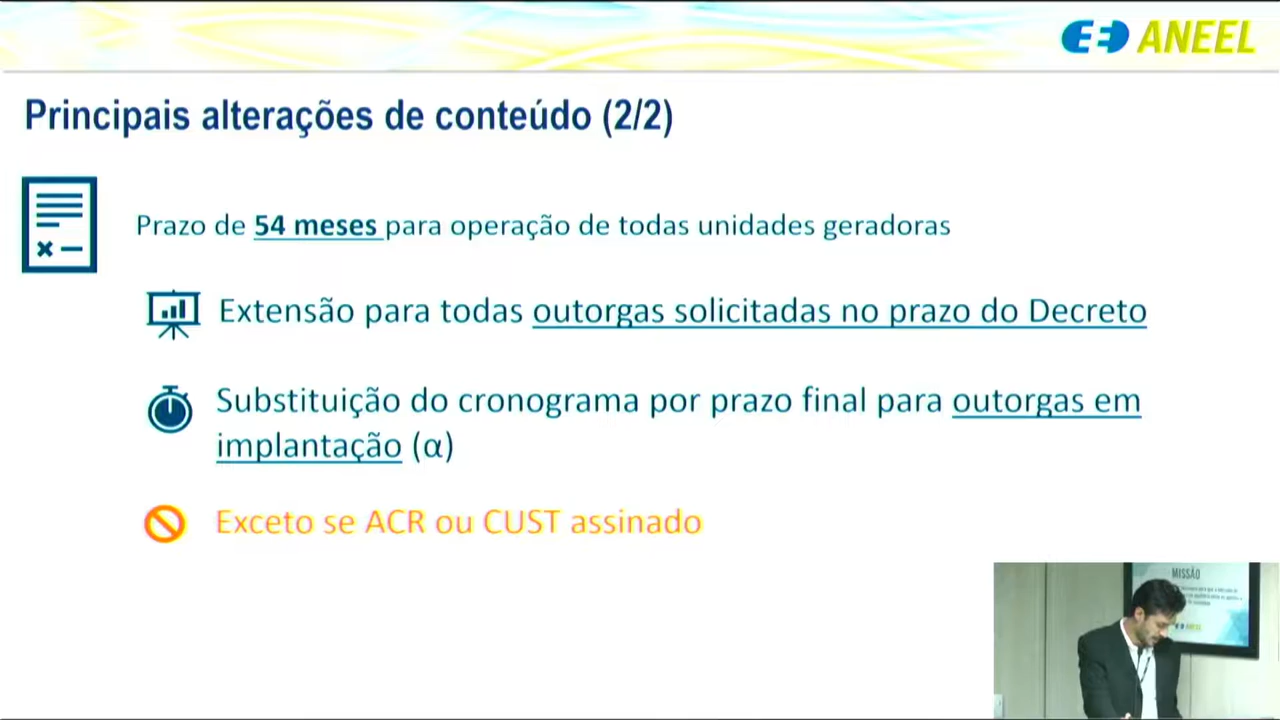 ANEEL
Principais alterações de conteúdo (2/2)
Prazo de 54 meses para operação de todas unidades geradoras
Extensão para todas outorgas solicitadas no prazo do Decreto
Substituição do cronograma por prazo final para outorgas em
implantação (α)
Exceto se ACR ou CUST assinado
MISSÃO
ANEEL